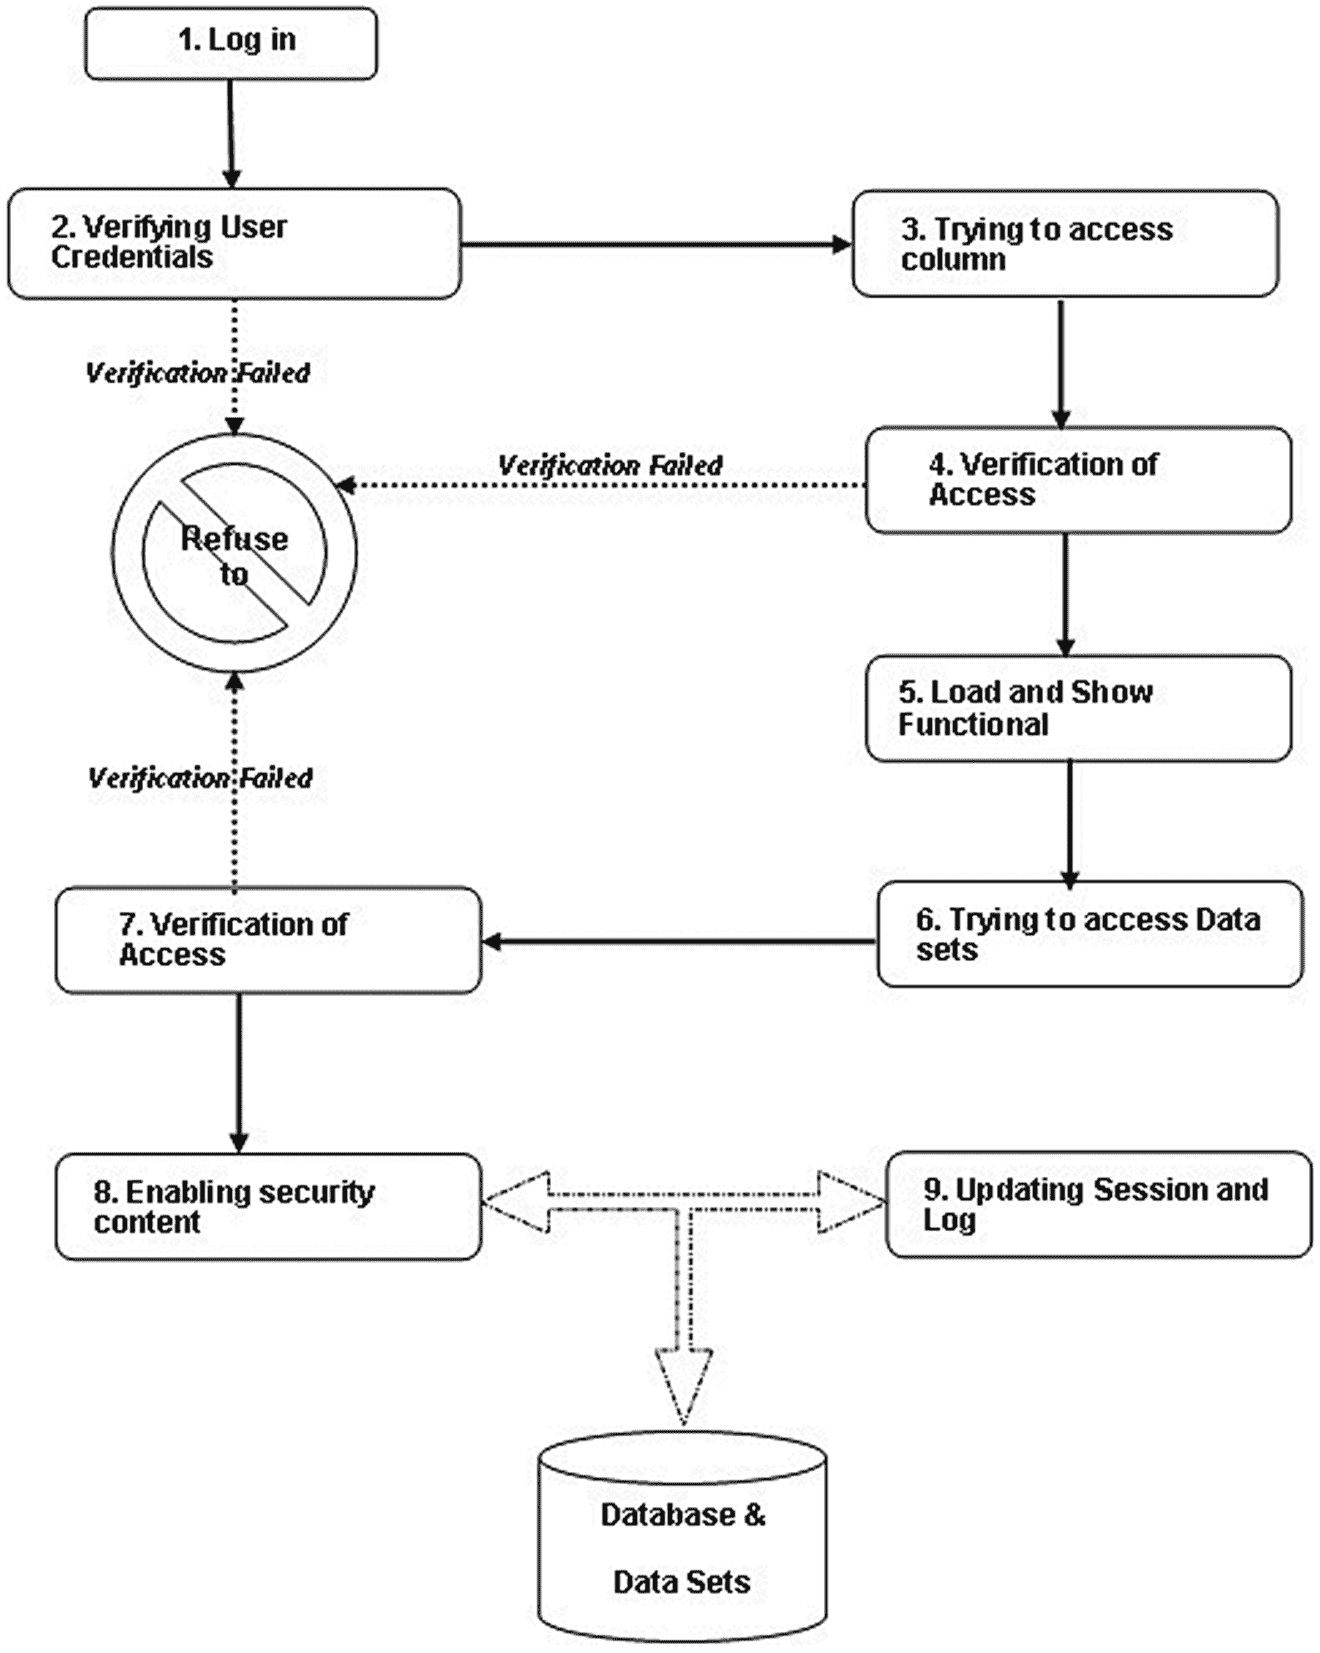 1. Log in
2. Verifying User
Credentials
3. Trying to access
column
Verification Failed
Verification Failed
4. Verification of
Access
Refuse
to
5. Load and Show
Functional
Verification Failed
7. Verification of
Access
6. Trying to access Data
sets
8. Enabling security
content
9. Updating Session and
Log
Database &
Data Sets